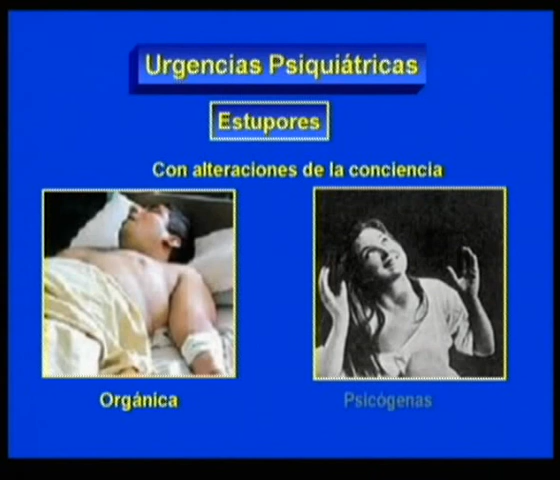 Urgencias Psiquiátricas
Estupores
Con alteraciones de la conciencia
Orgánica
Psicógenas